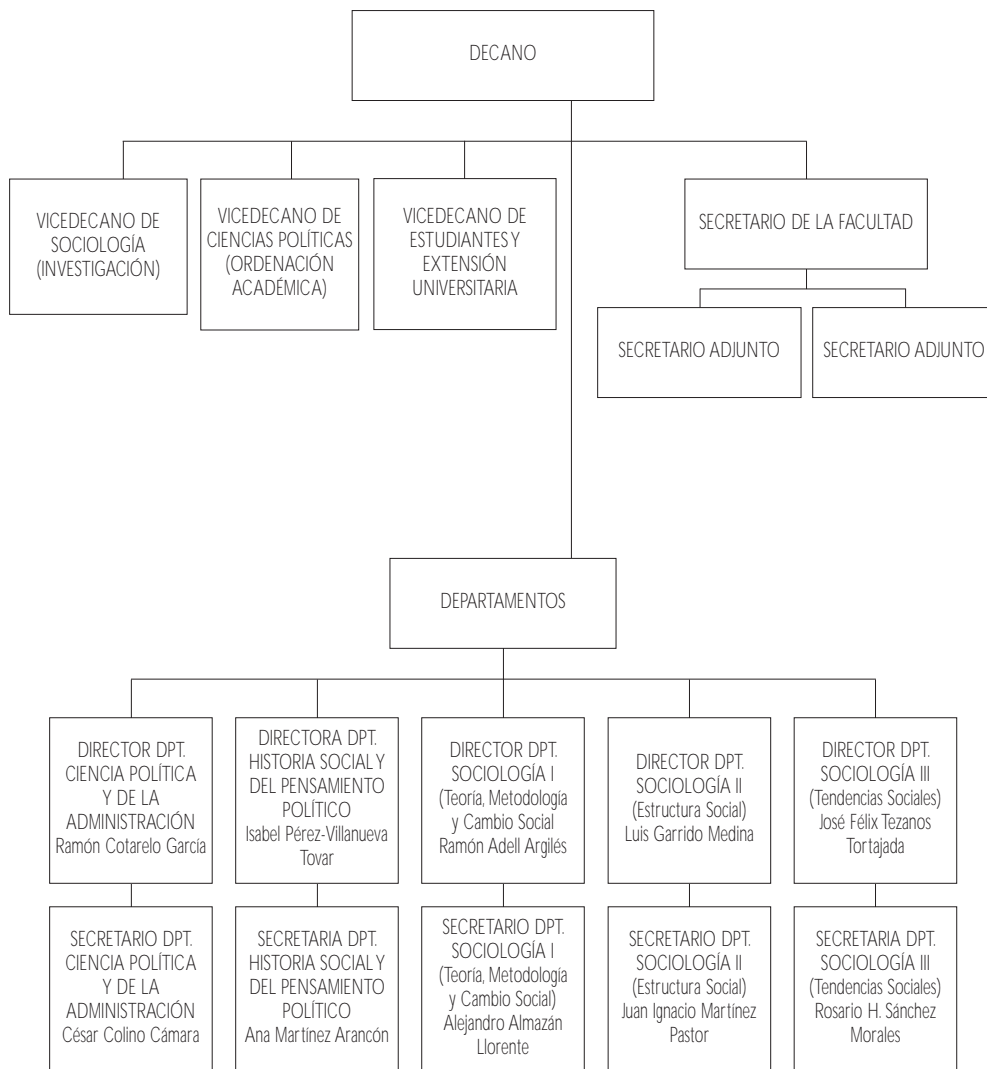 DECANO
VICEDECANO DE
SOCIOLOGÍA
(INVESTIGACIÓN)
VICEDECANO DE
CIENCIAS POLÍTICAS
(ORDENACIÓN
ACADÉMICA)
VICEDECANO DE
ESTUDIANTES Y
EXTENSIÓN
UNIVERSITARIA
SECRETARIO DE LA FACULTAD
SECRETARIO ADJUNTO
SECRETARIO ADJUNTO
DEPARTAMENTOS
DIRECTOR DPT.
CIENCIA POLÍTICA
Y DE LA
ADMINISTRACIÓN
Ramón Cotarelo García
DIRECTORA DPT.
HISTORIA SOCIAL Y
DEL PENSAMIENTO
POLÍTICO
Isabel Pérez-Villanueva
Tovar
DIRECTOR DPT.
SOCIOLOGÍA I
(Teoría, Metodología
y Cambio Social
Ramón Adell Argilés
DIRECTOR DPT.
SOCIOLOGÍA II
(Estructura Social)
Luis Garrido Medina
DIRECTOR DPT.
SOCIOLOGÍA III
(Tendencias Sociales)
José Félix Tezanos
Tortajada
SECRETARIO DPT.
CIENCIA POLÍTICA
Y DE LA
ADMINISTRACIÓN
César Colino Cámara
SECRETARIA DPT.
HISTORIA SOCIAL Y
DEL PENSAMIENTO
POLÍTICO
Ana Martínez Arancón
SECRETARIO DPT.
SOCIOLOGÍA I
(Teoría, Metodología
y Cambio Social)
Alejandro Almazán
Llorente
SECRETARIO DPT.
SOCIOLOGÍA II
(Estructura Social)
Juan Ignacio Martínez
Pastor
SECRETARIA DPT.
SOCIOLOGÍA III
(Tendencias Sociales)
Rosario H. Sánchez
Morales